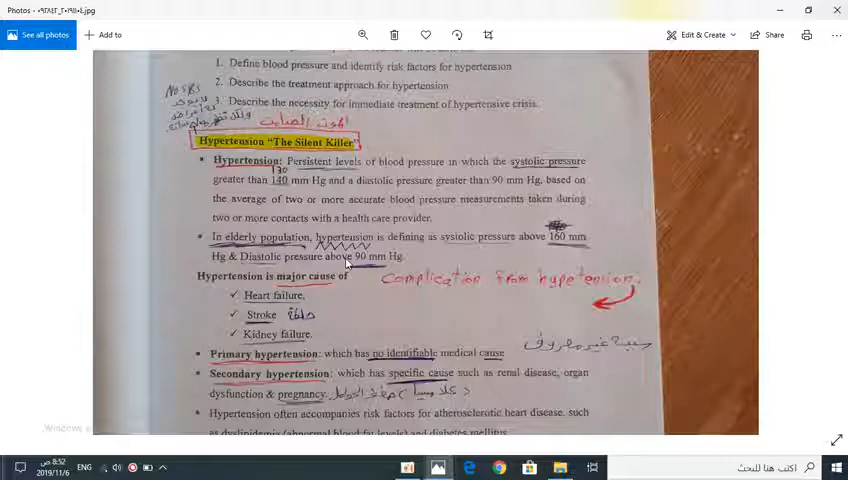 Photos - ٠٩٢٨٤٢_٢٠١٩١١٠٤.jpg
See all photos
Add to
Edit & Create
Share
1. Define blood pressure and identify risk factors for hypertension
2. Describe the treatment approach for hypertension
3. Describe the necessity for immediate treatment of hypertensive crisis.
الموت الصامت
Hypertension "The Silent Killer"
• Hypertension: Persistent levels of blood pressure in which the systolic pressure
130
greater than 140 mm Hg and a diastolic pressure greater than 90 mm Hg, based on
the average of two or more accurate blood pressure measurements taken during
two or more contacts with a health care provider.
• In elderly population, hypertension is defining as systolic pressure above 160 mm
Hg & Diastolic pressure above 90 mm Hg.
Hypertension is major cause of
Complication from hypetension.
✓ Heart failure,
✓ Stroke جلطة
✓ Kidney failure.
سببه غير معروف
• Primary hypertension: which has no identifiable medical cause
• Secondary hypertension: which has specific cause such as renal disease, organ
dysfunction & pregnancy.
• Hypertension often accompanies risk factors for atherosclerotic heart disease, such
as dyslipidemia (abnormal blood fat levels) and diabetes mellitus
ENG
8:52 ص
2019/11/6
اكتب هنا للبحث